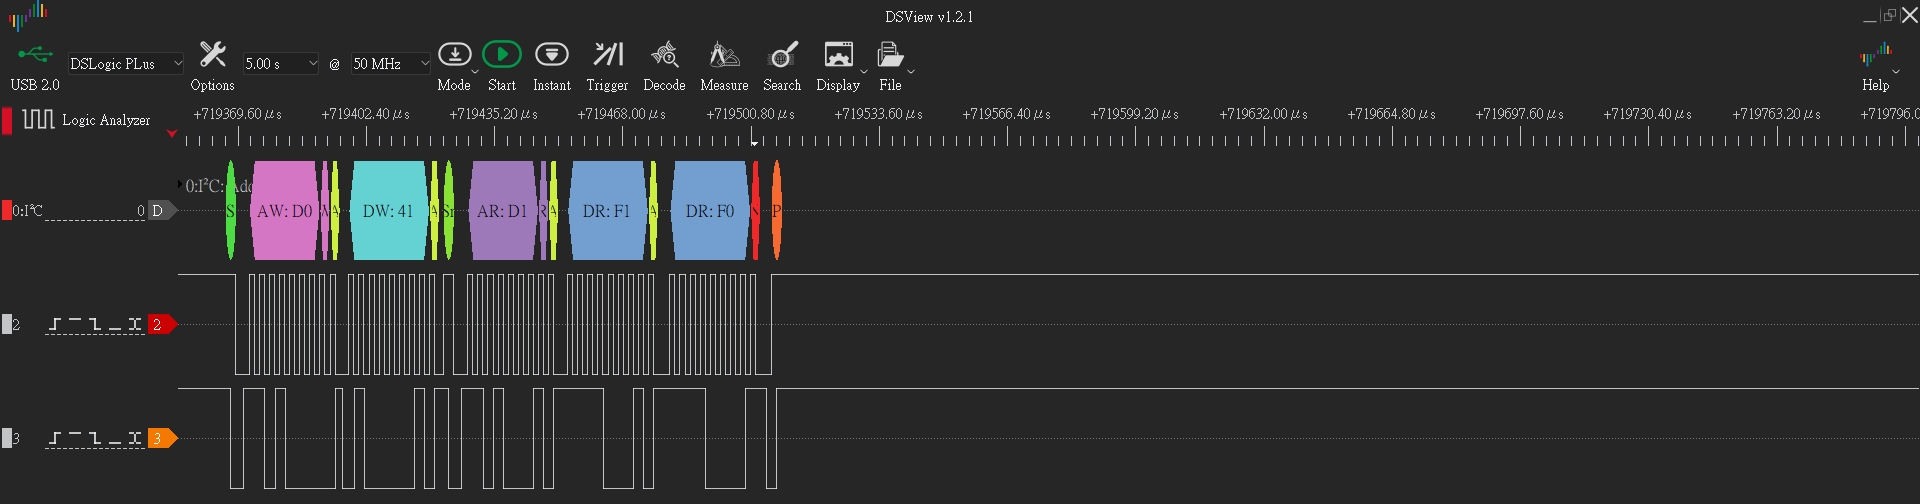 DSView v1.2.1
USB 2.0
DSLogic PLus
Options
5.00 s @ 50 MHz
Mode Start Instant Trigger Decode Measure Search Display File Help
Logic Analyzer
+719369.60 μs +719402.40 μs +719435.20 μs +719468.00 μs +719500.80 μs +719533.60 μs +719566.40 μs +719599.20 μs +719632.00 μs +719664.80 μs +719697.60 μs +719730.40 μs +719763.20 μs +719796.0
0:I²C: Add
0:I²C 0 D
S AW: D0 W A DW: 41 A Sr AR: D1 R A DR: F1 A DR: F0 N P
2 2
3 3